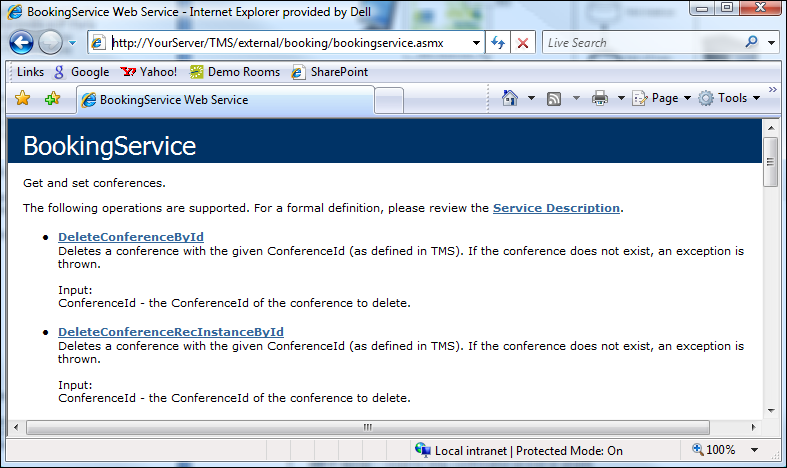 BookingService Web Service - Internet Explorer provided by Dell
http://YourServer/TMS/external/booking/bookingservice.asmx
Live Search
Links Google Yahoo! Demo Rooms SharePoint
BookingService Web Service
Page Tools
BookingService
Get and set conferences.
The following operations are supported. For a formal definition, please review the Service Description.
• DeleteConferenceById
Deletes a conference with the given ConferenceId (as defined in TMS). If the conference does not exist, an exception is
thrown.
Input:
ConferenceId - the ConferenceId of the conference to delete.
• DeleteConferenceRecInstanceById
Deletes a conference with the given ConferenceId (as defined in TMS). If the conference does not exist, an exception is
thrown.
Input:
ConferenceId - the ConferenceId of the conference to delete.
Local intranet | Protected Mode: On
100%